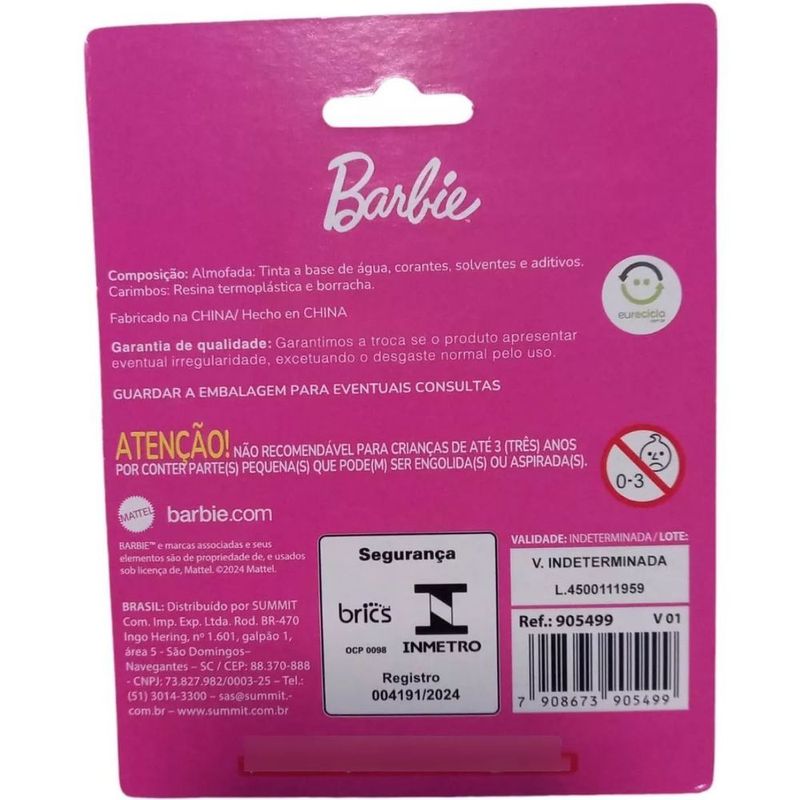 Barbie
Composição: Almofada: Tinta a base de água, corantes, solventes e aditivos.
Carimbos: Resina termoplástica e borracha.
eureciclo
.com.br
Fabricado na CHINA/ Hecho en CHINA
Garantia de qualidade: Garantimos a troca se o produto apresentar
eventual irregularidade, excetuando o desgaste normal pelo uso.
GUARDAR A EMBALAGEM PARA EVENTUAIS CONSULTAS
ATENÇÃO! NÃO RECOMENDÁVEL PARA CRIANÇAS DE ATÉ 3 (TRÊS) ANOS
POR CONTER PARTE(S) PEQUENA(S) QUE PODE(M) SER ENGOLIDA(S) OU ASPIRADA(S).
0-3
MATTEL
barbie.com
BARBIE™ e marcas associadas e seus
elementos são de propriedade de, e usados
sob licença de, Mattel. ©2024 Mattel.
BRASIL: Distribuído por SUMMIT
Com. Imp. Exp. Ltda. Rod. BR-470
Ingo Hering, nº 1.601, galpão 1,
área 5 - São Domingos–
Navegantes – SC / CEP: 88.370-888
- CNPJ: 73,827.982/0003-25 – Tel.:
(51) 3014-3300 – sas@summit.-
com.br – www.summit.com.br
Segurança
brics
OCP 0098
INMETRO
Registro
004191/2024
VALIDADE: INDETERMINADA / LOTE:
V. INDETERMINADA
L.4500111959
Ref.: 905499 V 01
7 908673 905499